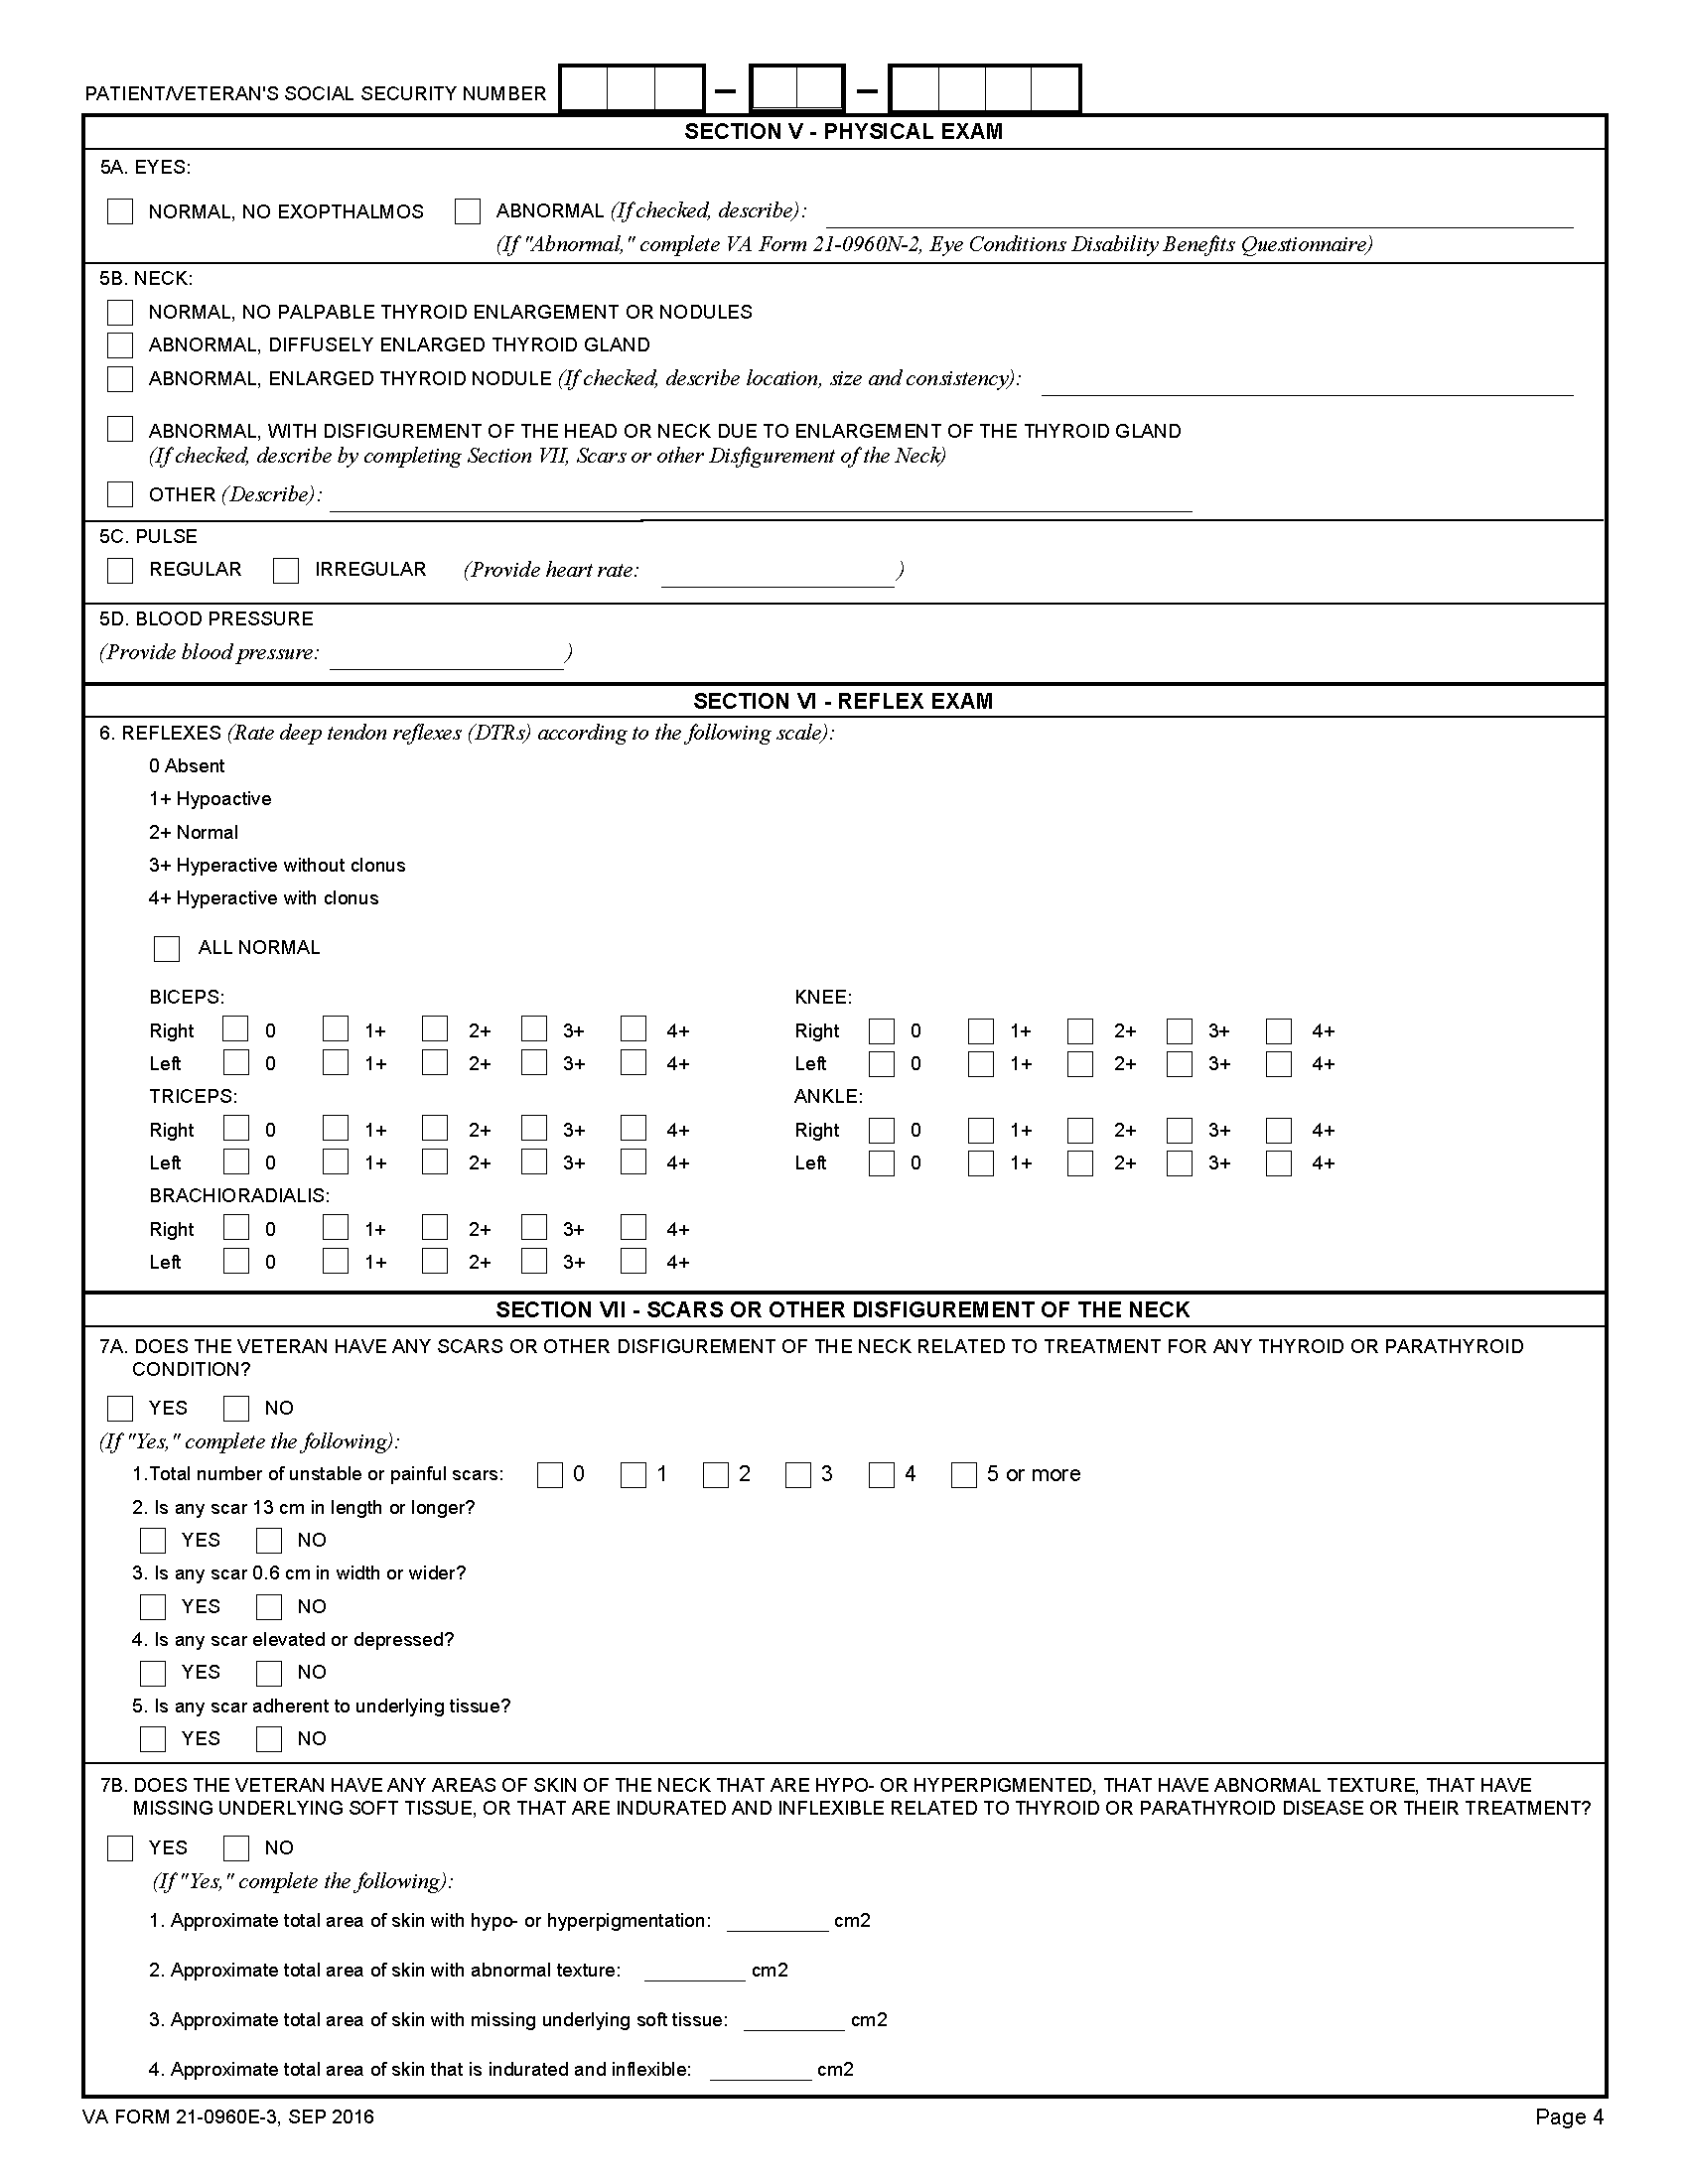 PATIENT/VETERAN'S SOCIAL SECURITY NUMBER – –
SECTION V - PHYSICAL EXAM
5A. EYES:
NORMAL, NO EXOPTHALMOS ABNORMAL (If checked, describe):
(If "Abnormal," complete VA Form 21-0960N-2, Eye Conditions Disability Benefits Questionnaire)
5B. NECK:
NORMAL, NO PALPABLE THYROID ENLARGEMENT OR NODULES
ABNORMAL, DIFFUSELY ENLARGED THYROID GLAND
ABNORMAL, ENLARGED THYROID NODULE (If checked, describe location, size and consistency):
ABNORMAL, WITH DISFIGUREMENT OF THE HEAD OR NECK DUE TO ENLARGEMENT OF THE THYROID GLAND
(If checked, describe by completing Section VII, Scars or other Disfigurement of the Neck)
OTHER (Describe):
5C. PULSE
REGULAR IRREGULAR (Provide heart rate: )
5D. BLOOD PRESSURE
(Provide blood pressure: )
SECTION VI - REFLEX EXAM
6. REFLEXES (Rate deep tendon reflexes (DTRs) according to the following scale):
0 Absent
1+ Hypoactive
2+ Normal
3+ Hyperactive without clonus
4+ Hyperactive with clonus
ALL NORMAL
BICEPS: KNEE:
Right 0 1+ 2+ 3+ 4+ Right 0 1+ 2+ 3+ 4+
Left 0 1+ 2+ 3+ 4+ Left 0 1+ 2+ 3+ 4+
TRICEPS: ANKLE:
Right 0 1+ 2+ 3+ 4+ Right 0 1+ 2+ 3+ 4+
Left 0 1+ 2+ 3+ 4+ Left 0 1+ 2+ 3+ 4+
BRACHIORADIALIS:
Right 0 1+ 2+ 3+ 4+
Left 0 1+ 2+ 3+ 4+
SECTION VII - SCARS OR OTHER DISFIGUREMENT OF THE NECK
7A. DOES THE VETERAN HAVE ANY SCARS OR OTHER DISFIGUREMENT OF THE NECK RELATED TO TREATMENT FOR ANY THYROID OR PARATHYROID
CONDITION?
YES NO
(If "Yes," complete the following):
1.Total number of unstable or painful scars: 0 1 2 3 4 5 or more
2. Is any scar 13 cm in length or longer?
YES NO
3. Is any scar 0.6 cm in width or wider?
YES NO
4. Is any scar elevated or depressed?
YES NO
5. Is any scar adherent to underlying tissue?
YES NO
7B. DOES THE VETERAN HAVE ANY AREAS OF SKIN OF THE NECK THAT ARE HYPO- OR HYPERPIGMENTED, THAT HAVE ABNORMAL TEXTURE, THAT HAVE
MISSING UNDERLYING SOFT TISSUE, OR THAT ARE INDURATED AND INFLEXIBLE RELATED TO THYROID OR PARATHYROID DISEASE OR THEIR TREATMENT?
YES NO
(If "Yes," complete the following):
1. Approximate total area of skin with hypo- or hyperpigmentation: cm2
2. Approximate total area of skin with abnormal texture: cm2
3. Approximate total area of skin with missing underlying soft tissue: cm2
4. Approximate total area of skin that is indurated and inflexible: cm2
VA FORM 21-0960E-3, SEP 2016 Page 4